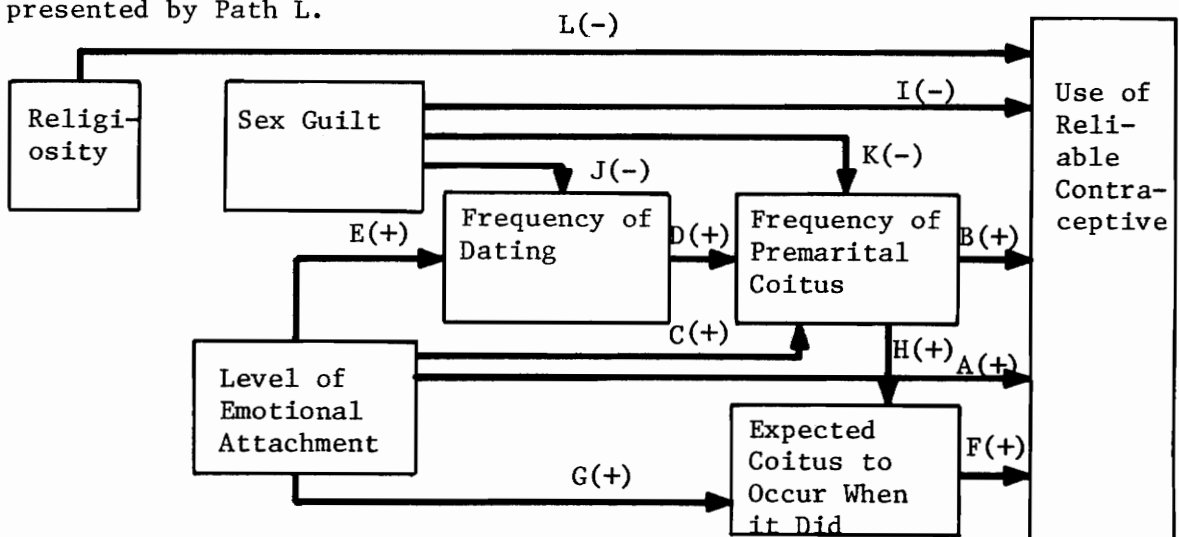 presented by Path L.
L(-)
Religi-
osity
Sex Guilt
I(-)
K(-)
J(-)
Use of
Reli-
able
Contra-
ceptive
E(+)
Frequency of
Dating
D(+)
Frequency of
Premarital
Coitus
B(+)
C(+)
H(+)
A(+)
Level of
Emotional
Attachment
G(+)
Expected
Coitus to
Occur When
it Did
F(+)